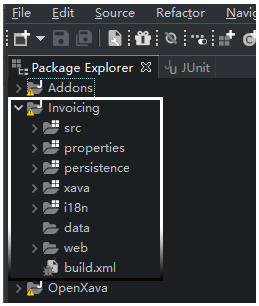 File Edit Source Refactor Navig
Package Explorer JUnit
Addons
Invoicing
src
properties
persistence
xava
i18n
data
web
build.xml
OpenXava